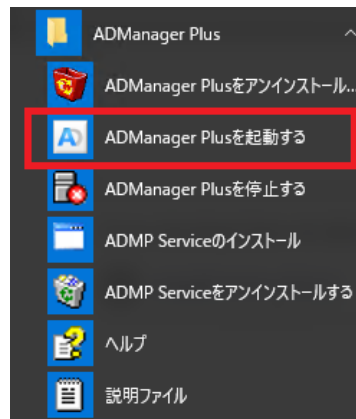 ADManager Plus
ADManager Plusをアンインストール...
ADManager Plusを起動する
ADManager Plusを停止する
ADMP Serviceのインストール
ADMP Serviceをアンインストールする
ヘルプ
説明ファイル